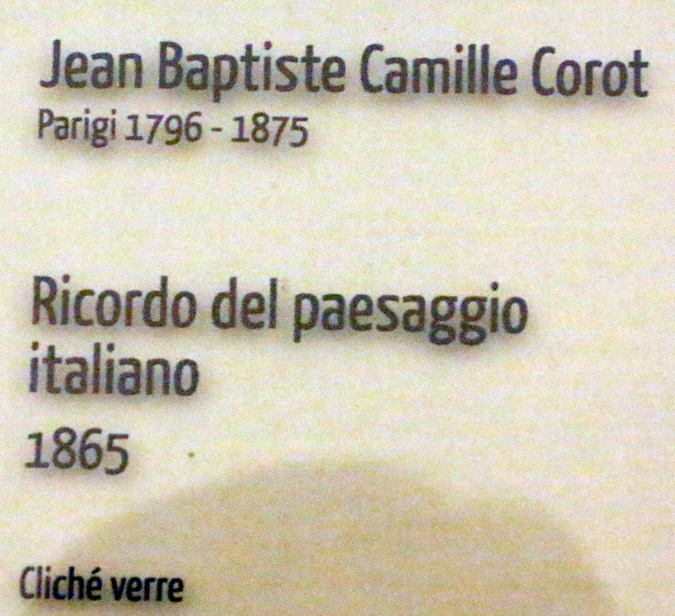 Jean Baptiste Camille Corot
Parigi 1796 - 1875
Ricordo del paesaggio
italiano
1865
Cliché verre